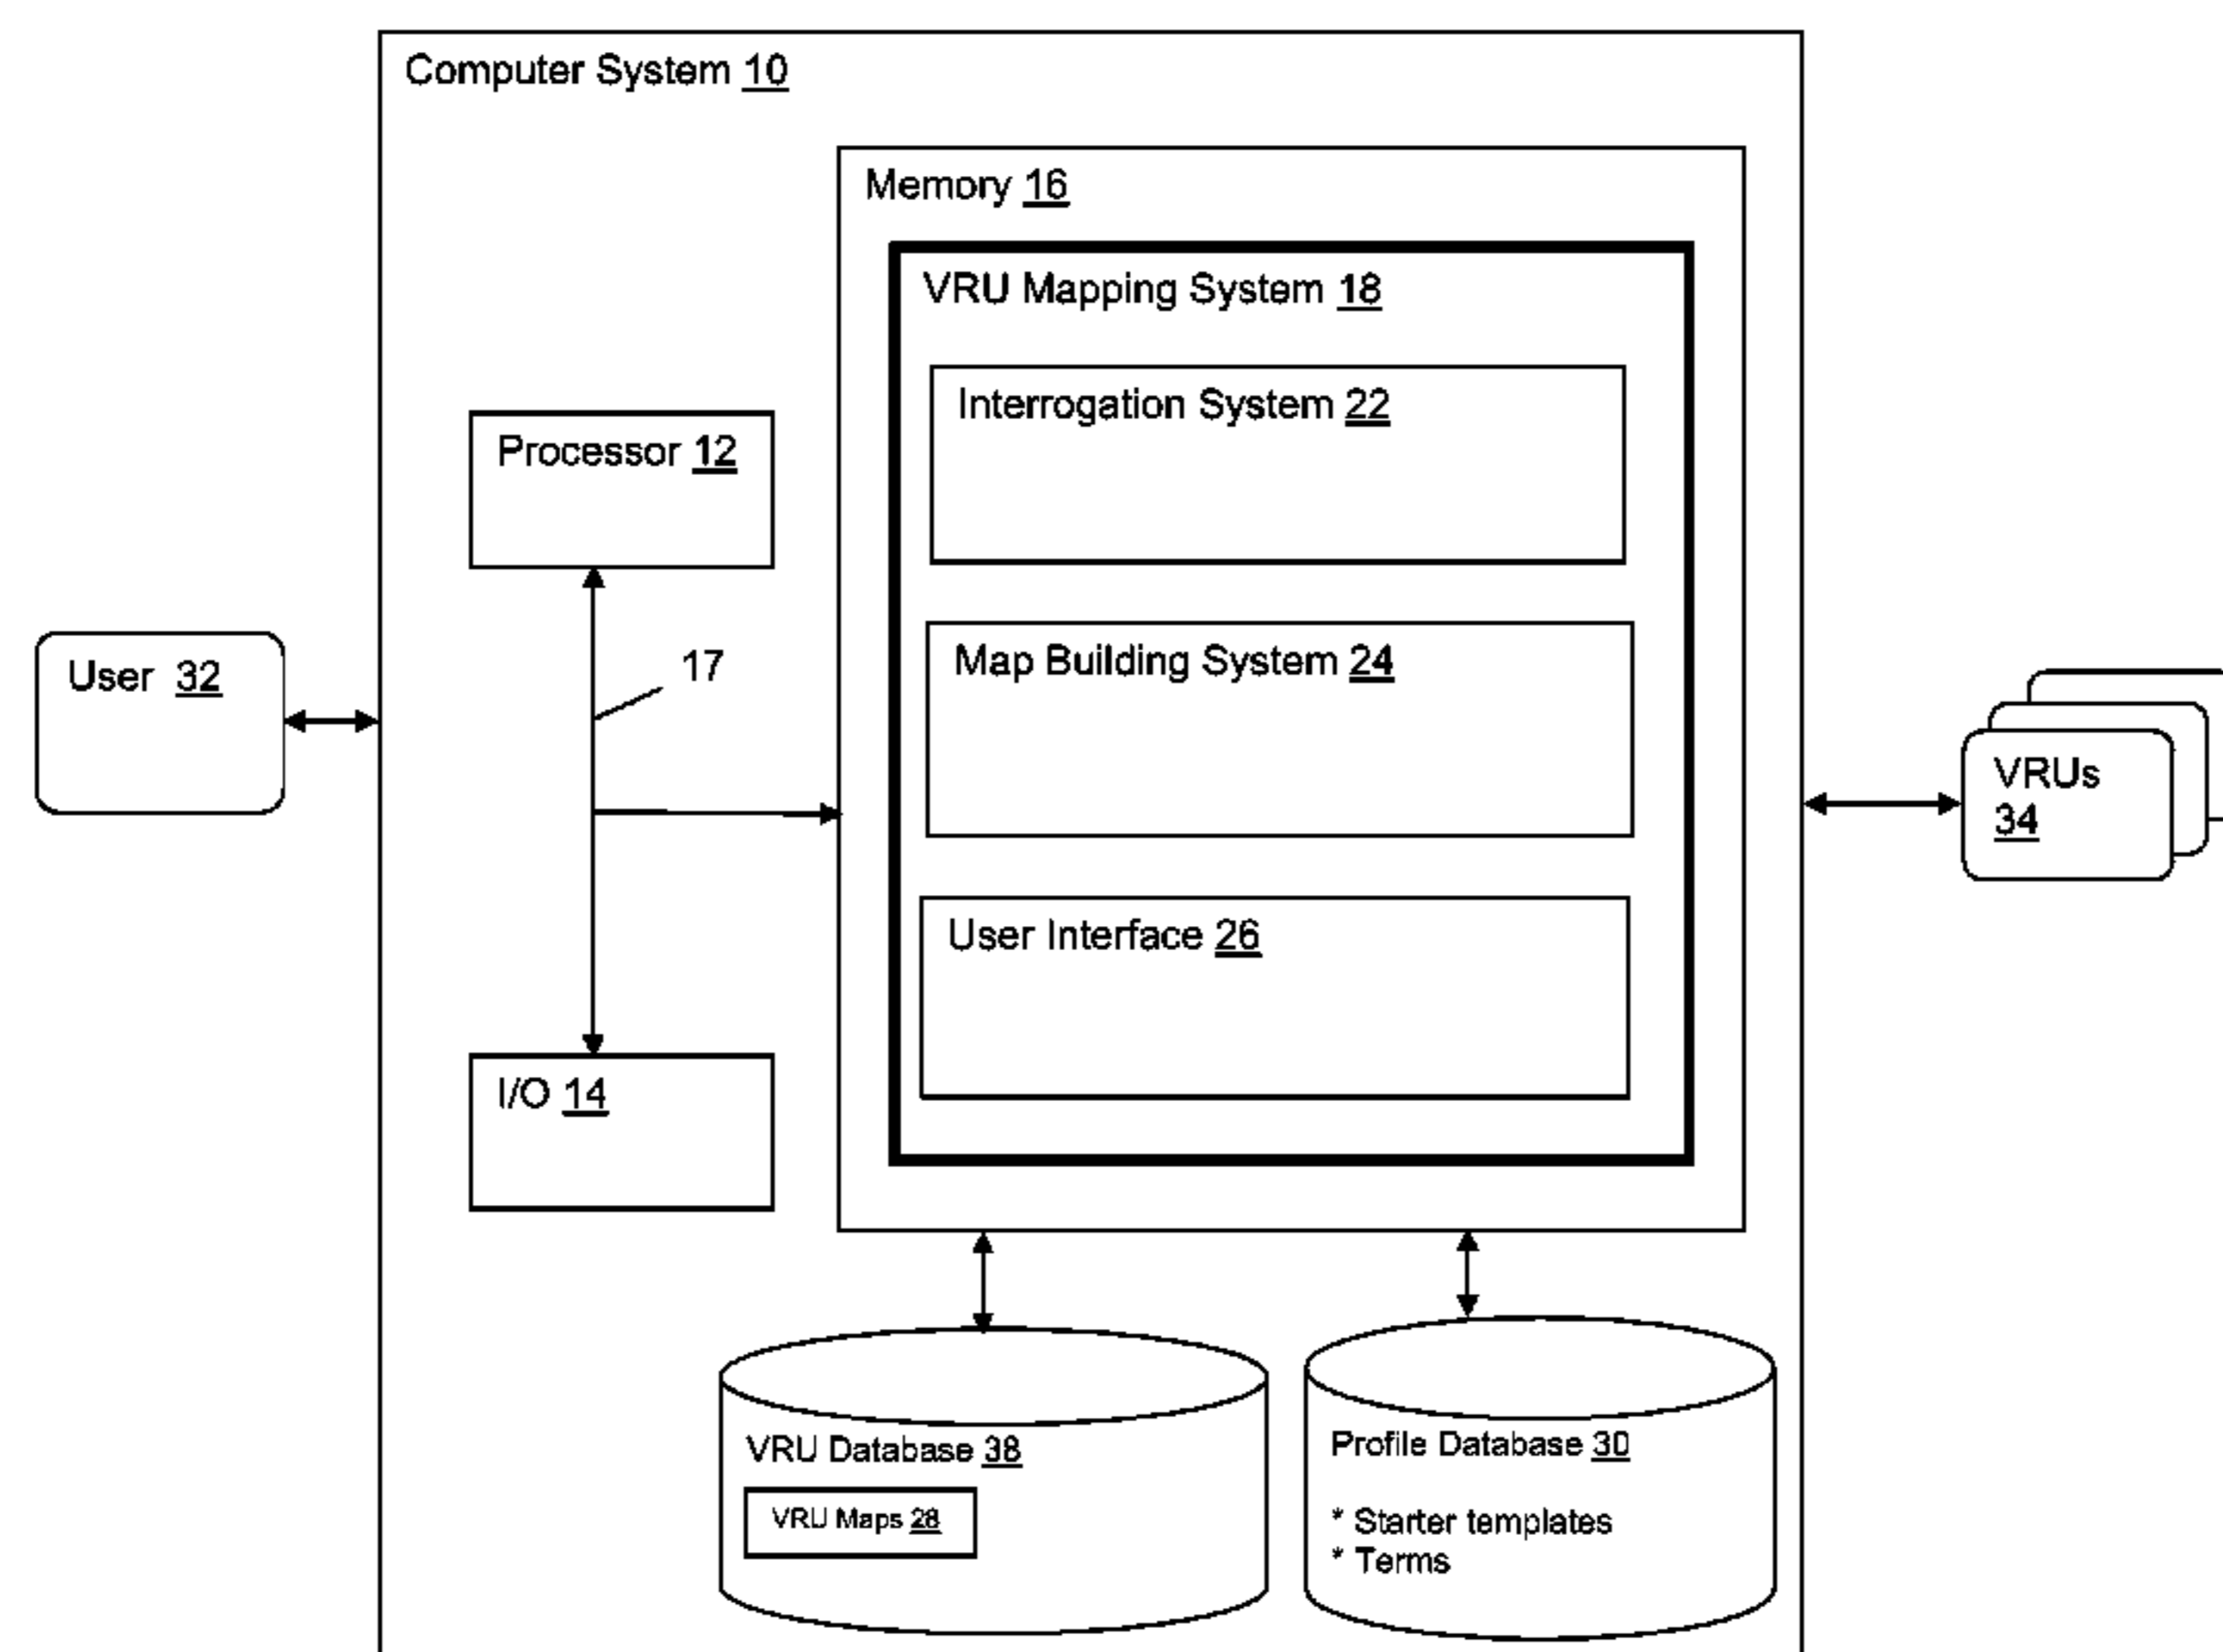 Computer System 10
Memory 16
VRU Mapping System 18
Interrogation System 22
Processor 12
17
Map Building System 24
User 32
VRUs
34
User Interface 26
I/O 14
VRU Database 38
VRU Maps 28
Profile Database 30
* Starter templates
* Terms